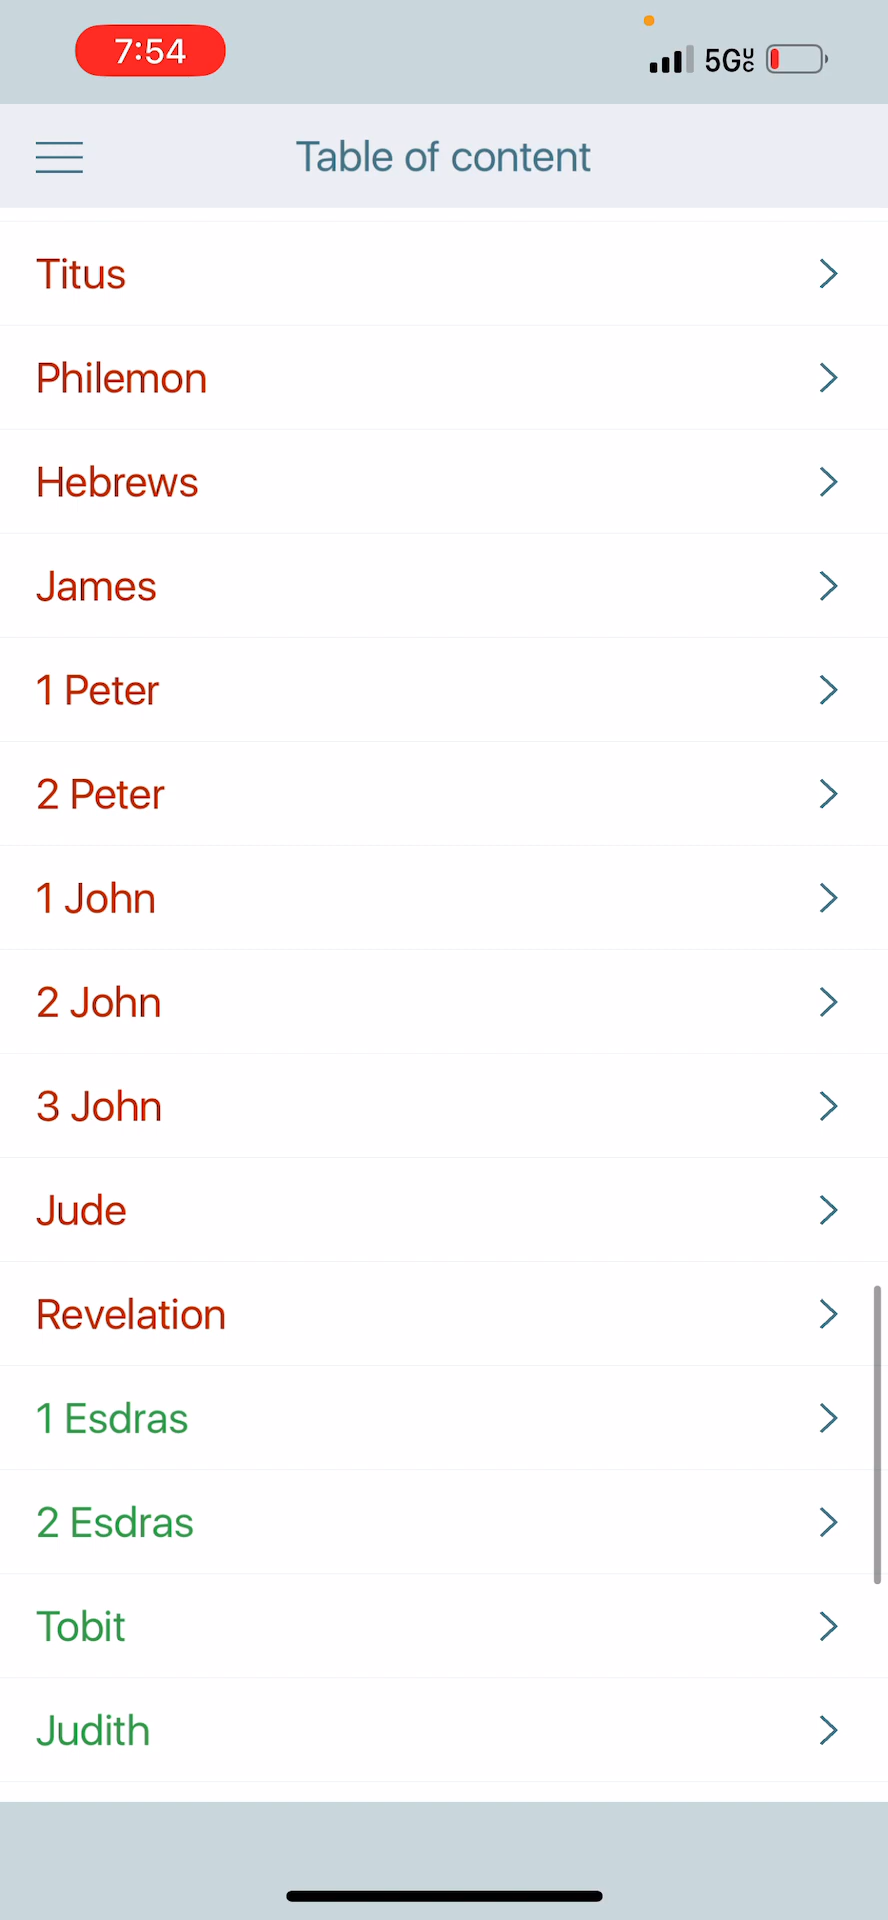 7:54
5GUC
Table of content
Titus
Philemon
Hebrews
James
1 Peter
2 Peter
1 John
2 John
3 John
Jude
Revelation
1 Esdras
2 Esdras
Tobit
Judith